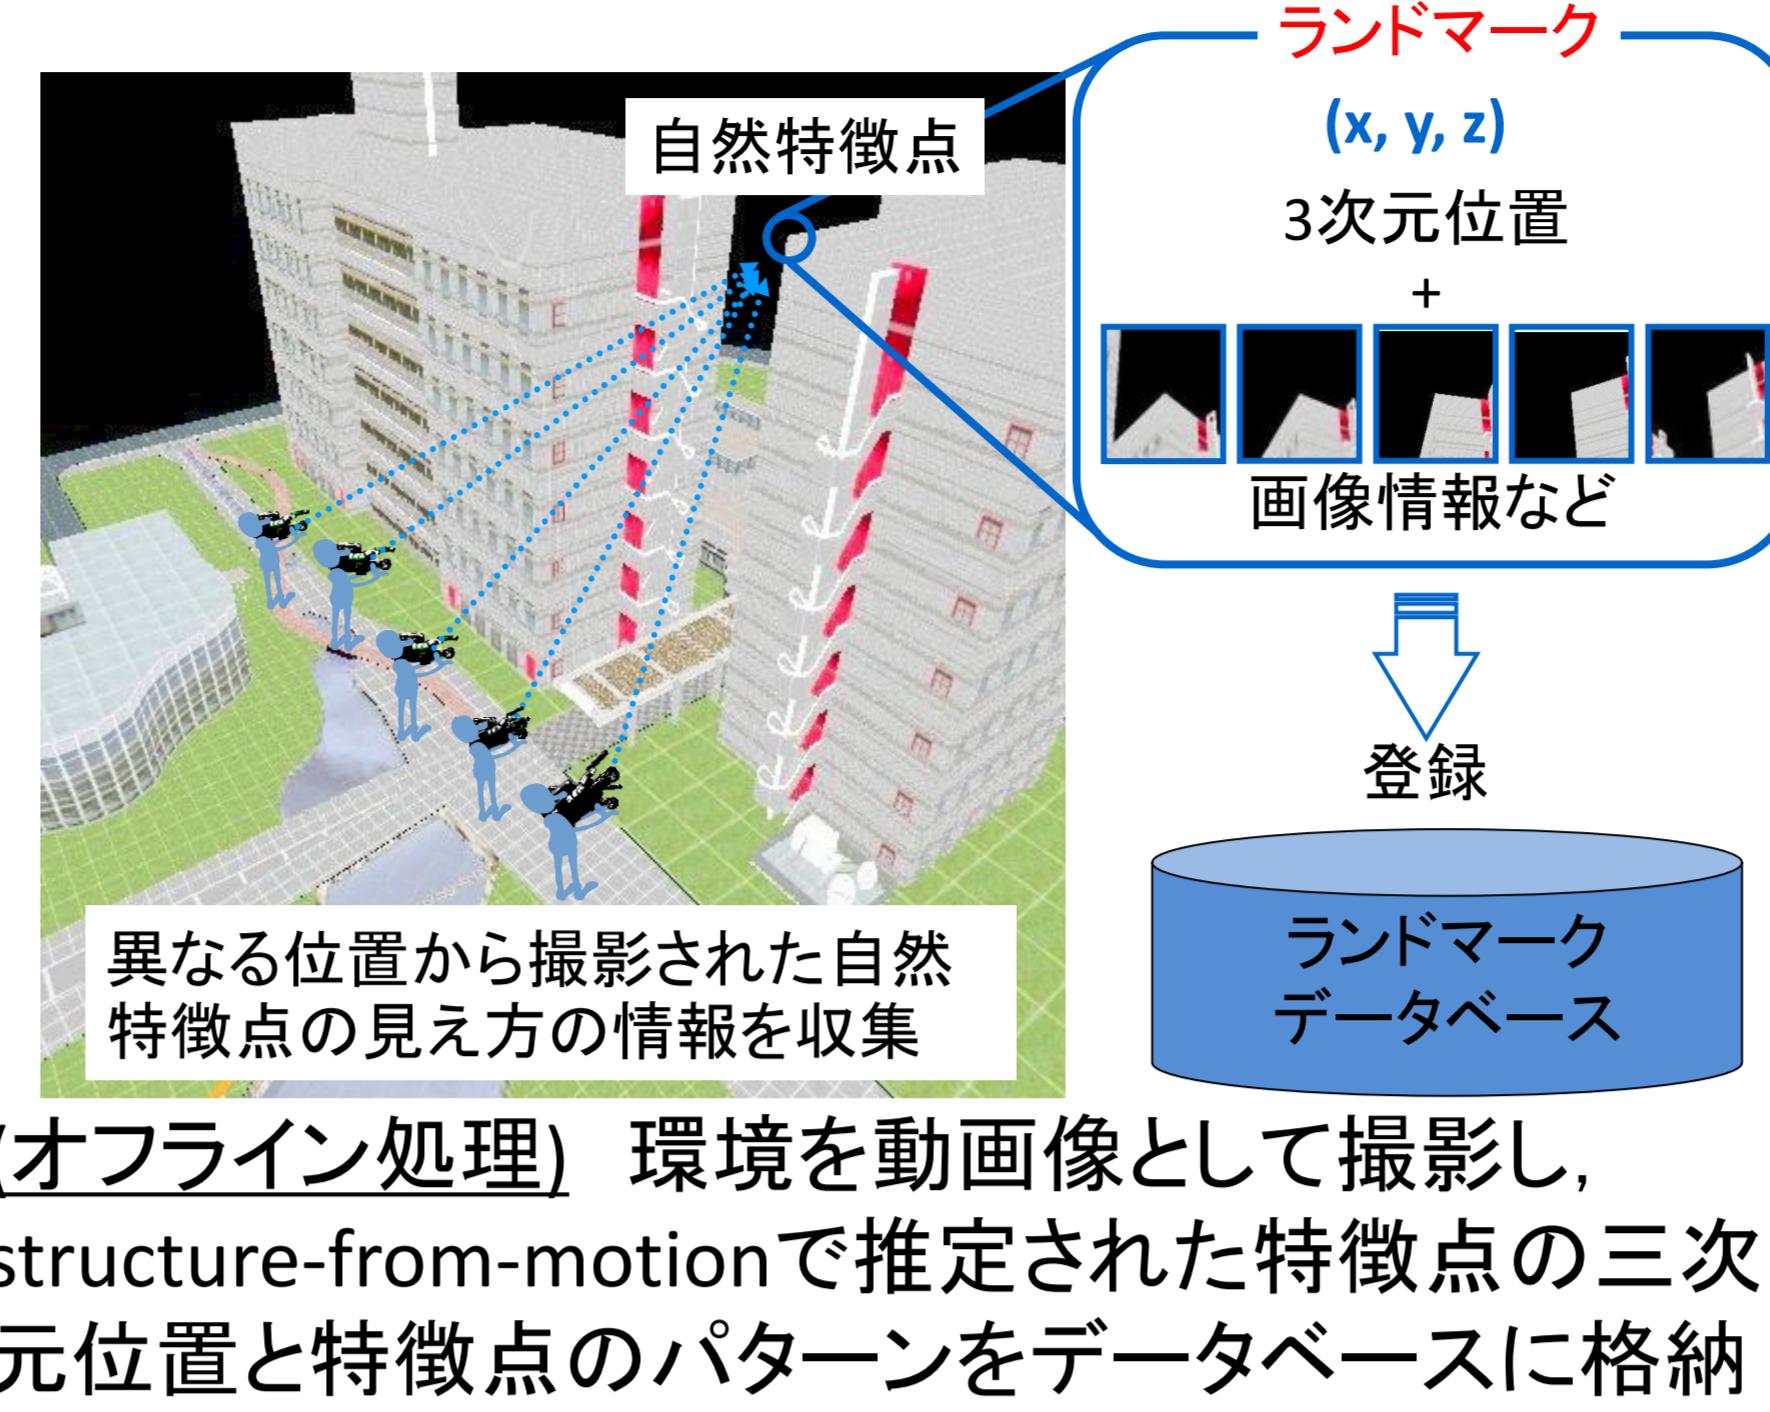 ランドマーク
(x, y, z)
3次元位置
+
画像情報など
自然特徴点
登録
ランドマーク
データベース
異なる位置から撮影された自然
特徴点の見え方の情報を収集
(オフライン処理) 環境を動画像として撮影し,
structure-from-motionで推定された特徴点の三次
元位置と特徴点のパターンをデータベースに格納